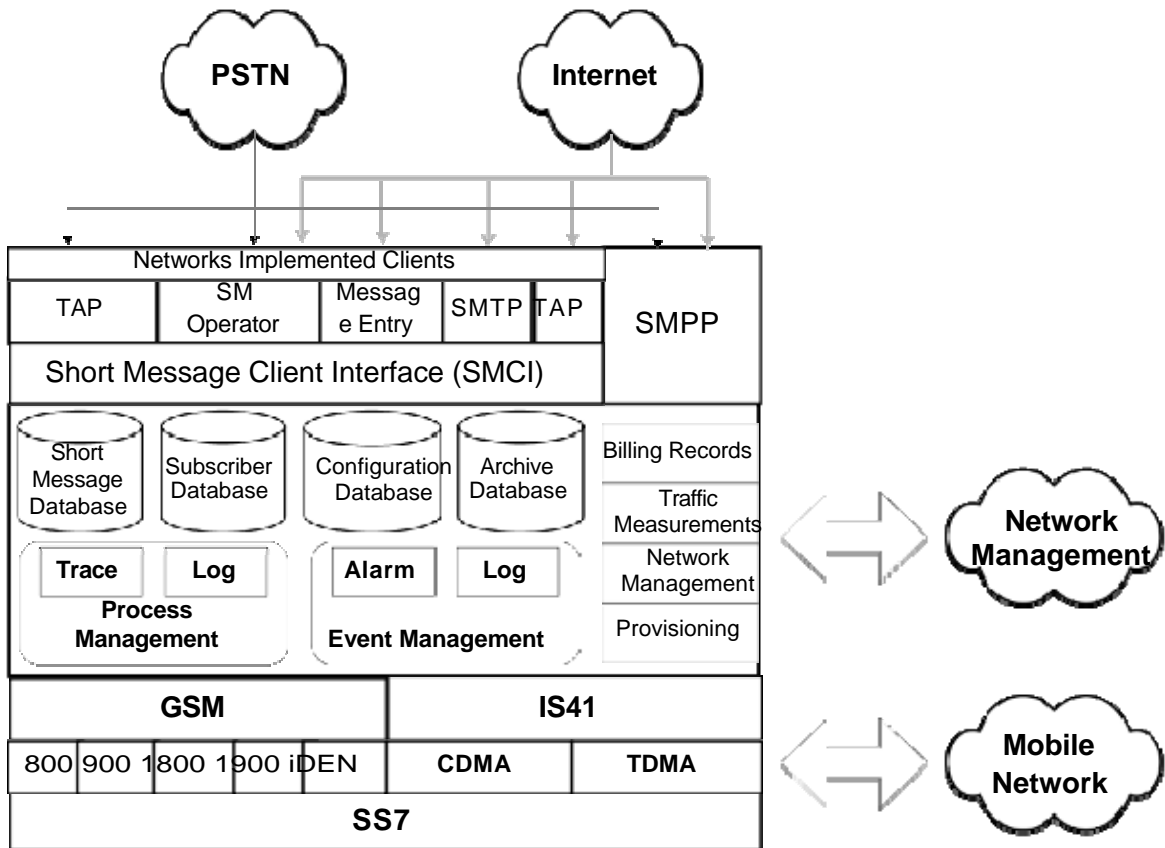 PSTN
Internet
Networks Implemented Clients
TAP
SM
Operator
Messag
e Entry
SMTP
TAP
SMPP
Short Message Client Interface (SMCI)
Short
Message
Database
Subscriber
Database
Configuration
Database
Archive
Database
Billing Records
Traffic
Measurements
Network
Management
Provisioning
Trace
Log
Process
Management
Alarm
Log
Event Management
Network
Management
GSM
IS41
800 900 1800 1900 iDEN
CDMA
TDMA
SS7
Mobile
Network